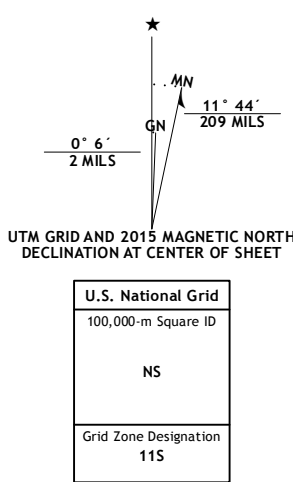 ★
MN
GN
11° 44´
209 MILS
0° 6´
2 MILS
UTM GRID AND 2015 MAGNETIC NORTH
DECLINATION AT CENTER OF SHEET
U.S. National Grid
100,000-m Square ID
NS
Grid Zone Designation
11S